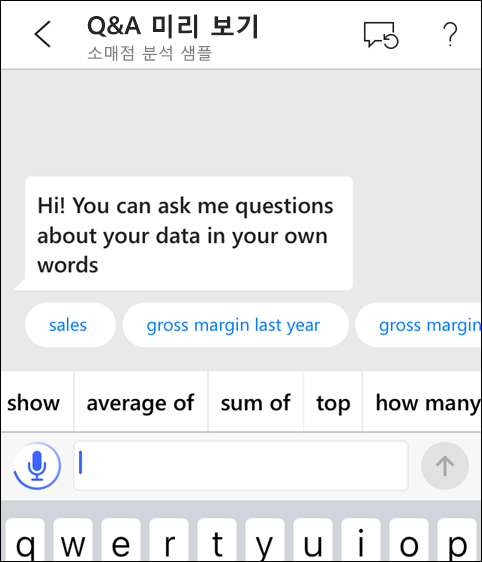 Q&A 미리 보기
소매점 분석 샘플
?
Hi! You can ask me questions
about your data in your own
words
sales gross margin last year gross margin
show average of sum of top how many
q w e r t y u i o p